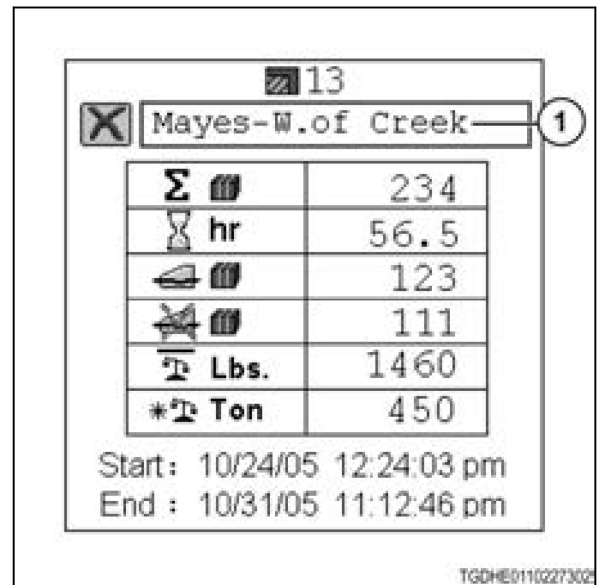 13
Mayes-W.of Creek
1
Σ 234
hr 56.5
123
111
Lbs. 1460
* Ton 450
Start: 10/24/05 12:24:03 pm
End : 10/31/05 11:12:46 pm